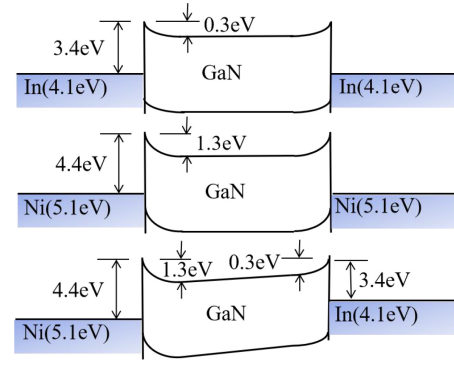 0.3eV
3.4eV
GaN
In(4.1eV)
In(4.1eV)
1.3eV
4.4eV
GaN
Ni(5.1eV)
Ni(5.1eV)
1.3eV
0.3eV
4.4eV
3.4eV
GaN
In(4.1eV)
Ni(5.1eV)